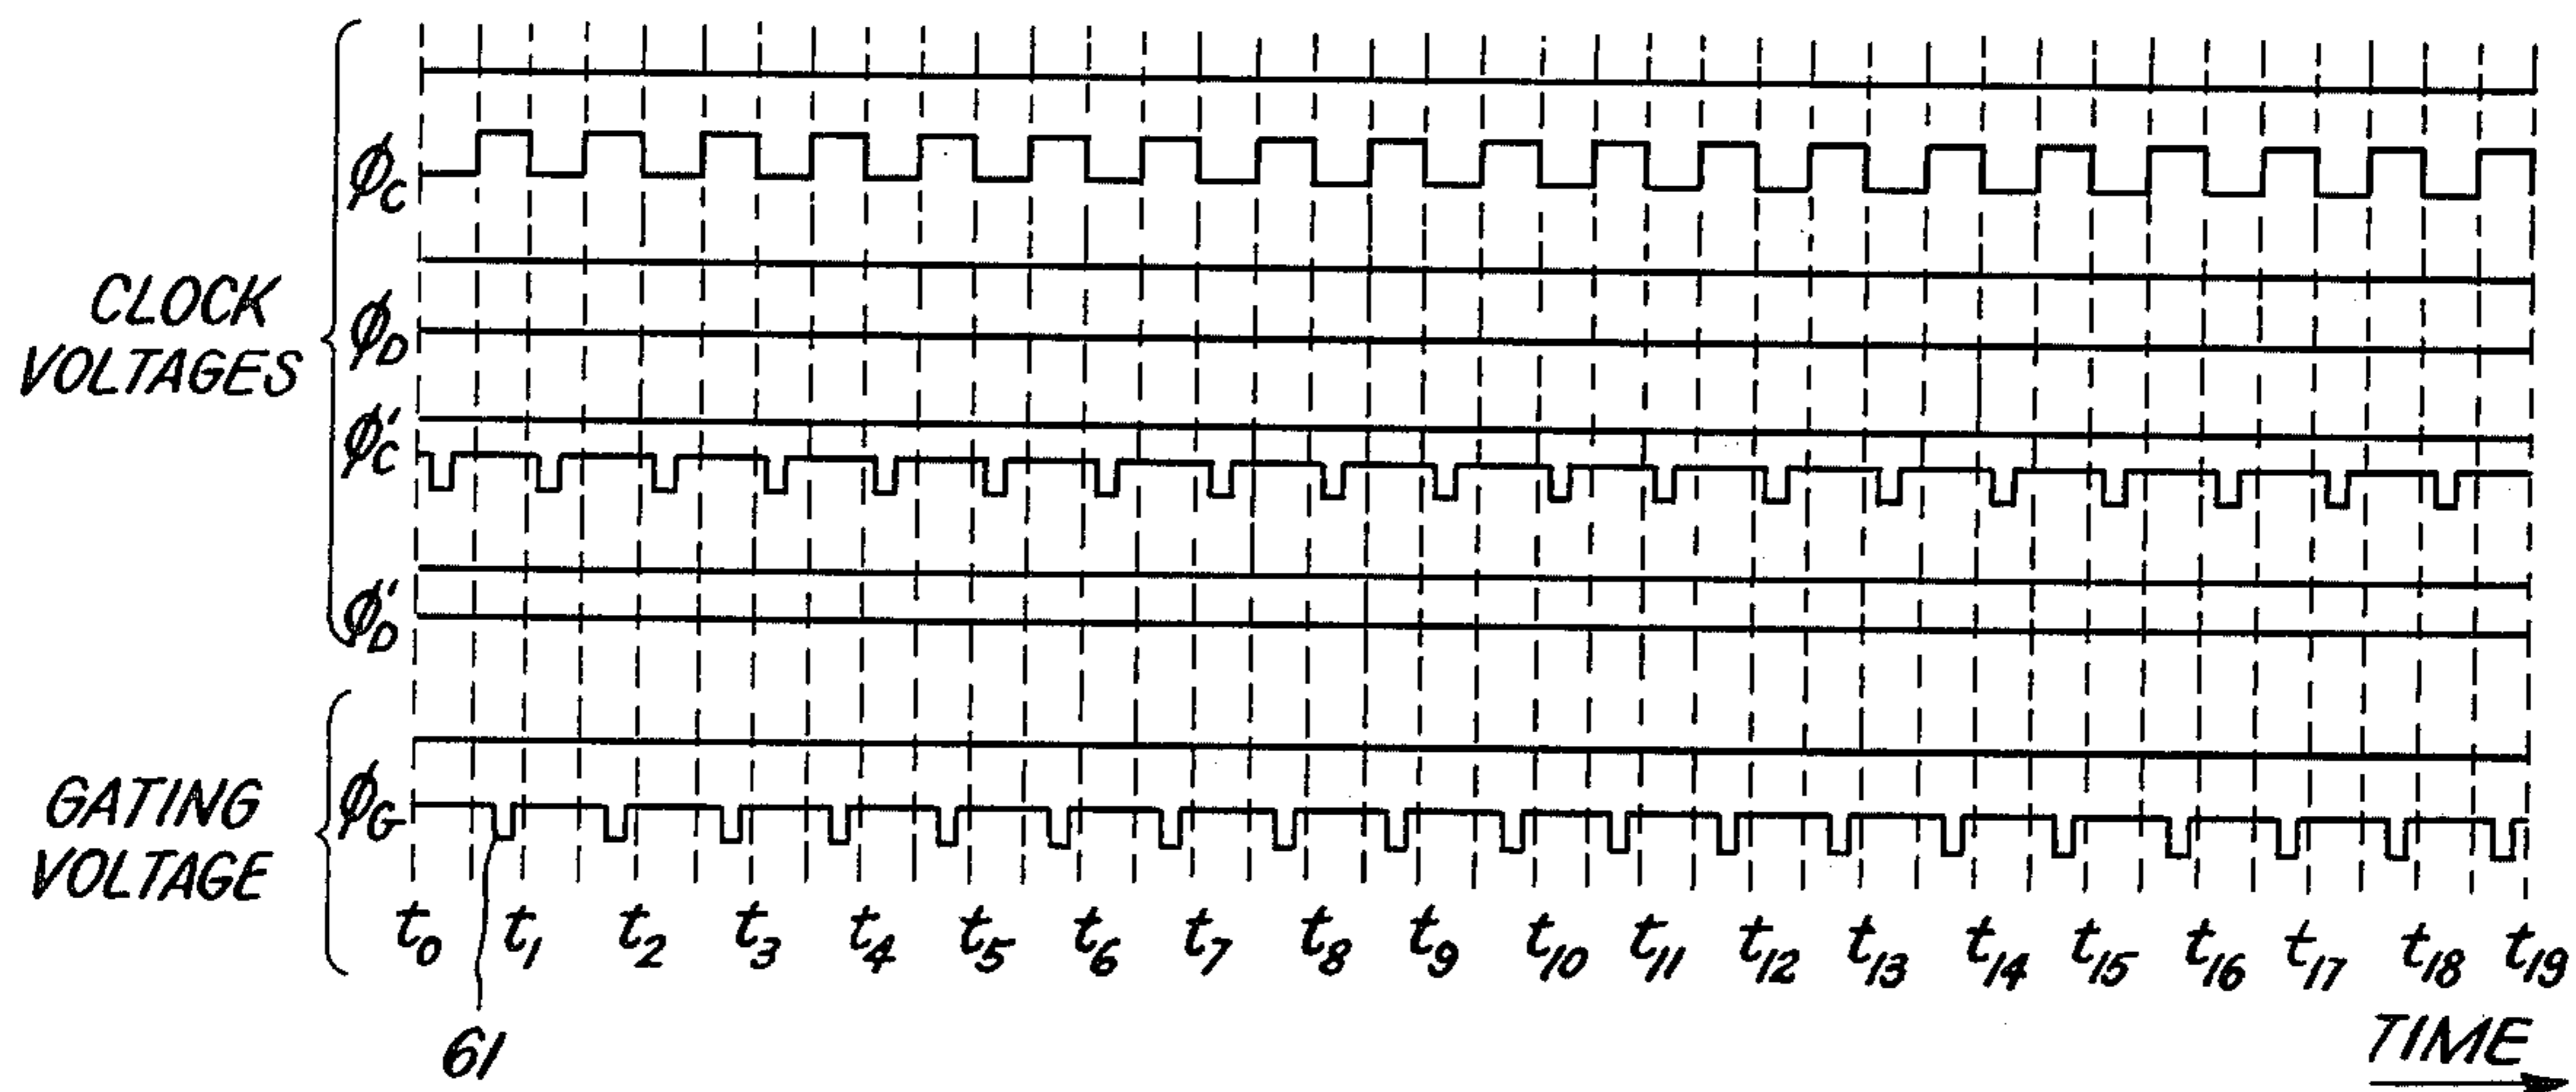 CLOCK
VOLTAGES
ϕC
ϕD
ϕ′C
ϕ′D
GATING
VOLTAGE
ϕG
t0 t1 t2 t3 t4 t5 t6 t7 t8 t9 t10 t11 t12 t13 t14 t15 t16 t17 t18 t19
61
TIME